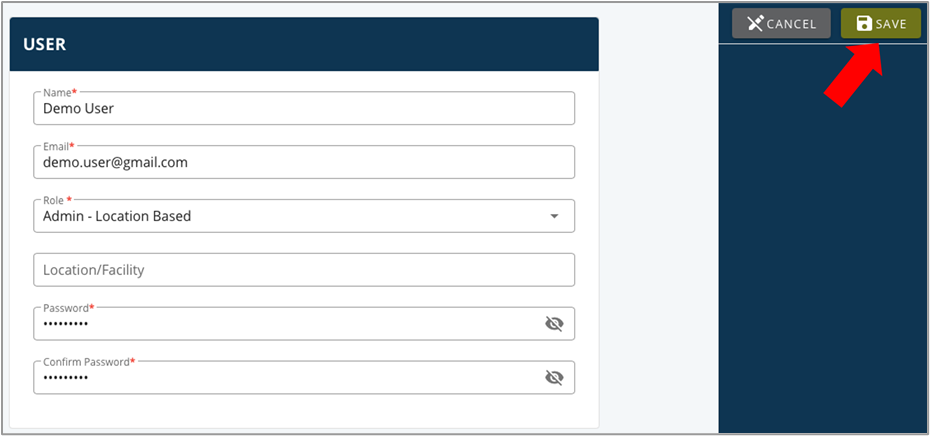 USER
CANCEL
SAVE
Name*
Demo User
Email*
demo.user@gmail.com
Role *
Admin - Location Based
Location/Facility
Password*
•••••••••
Confirm Password*
•••••••••